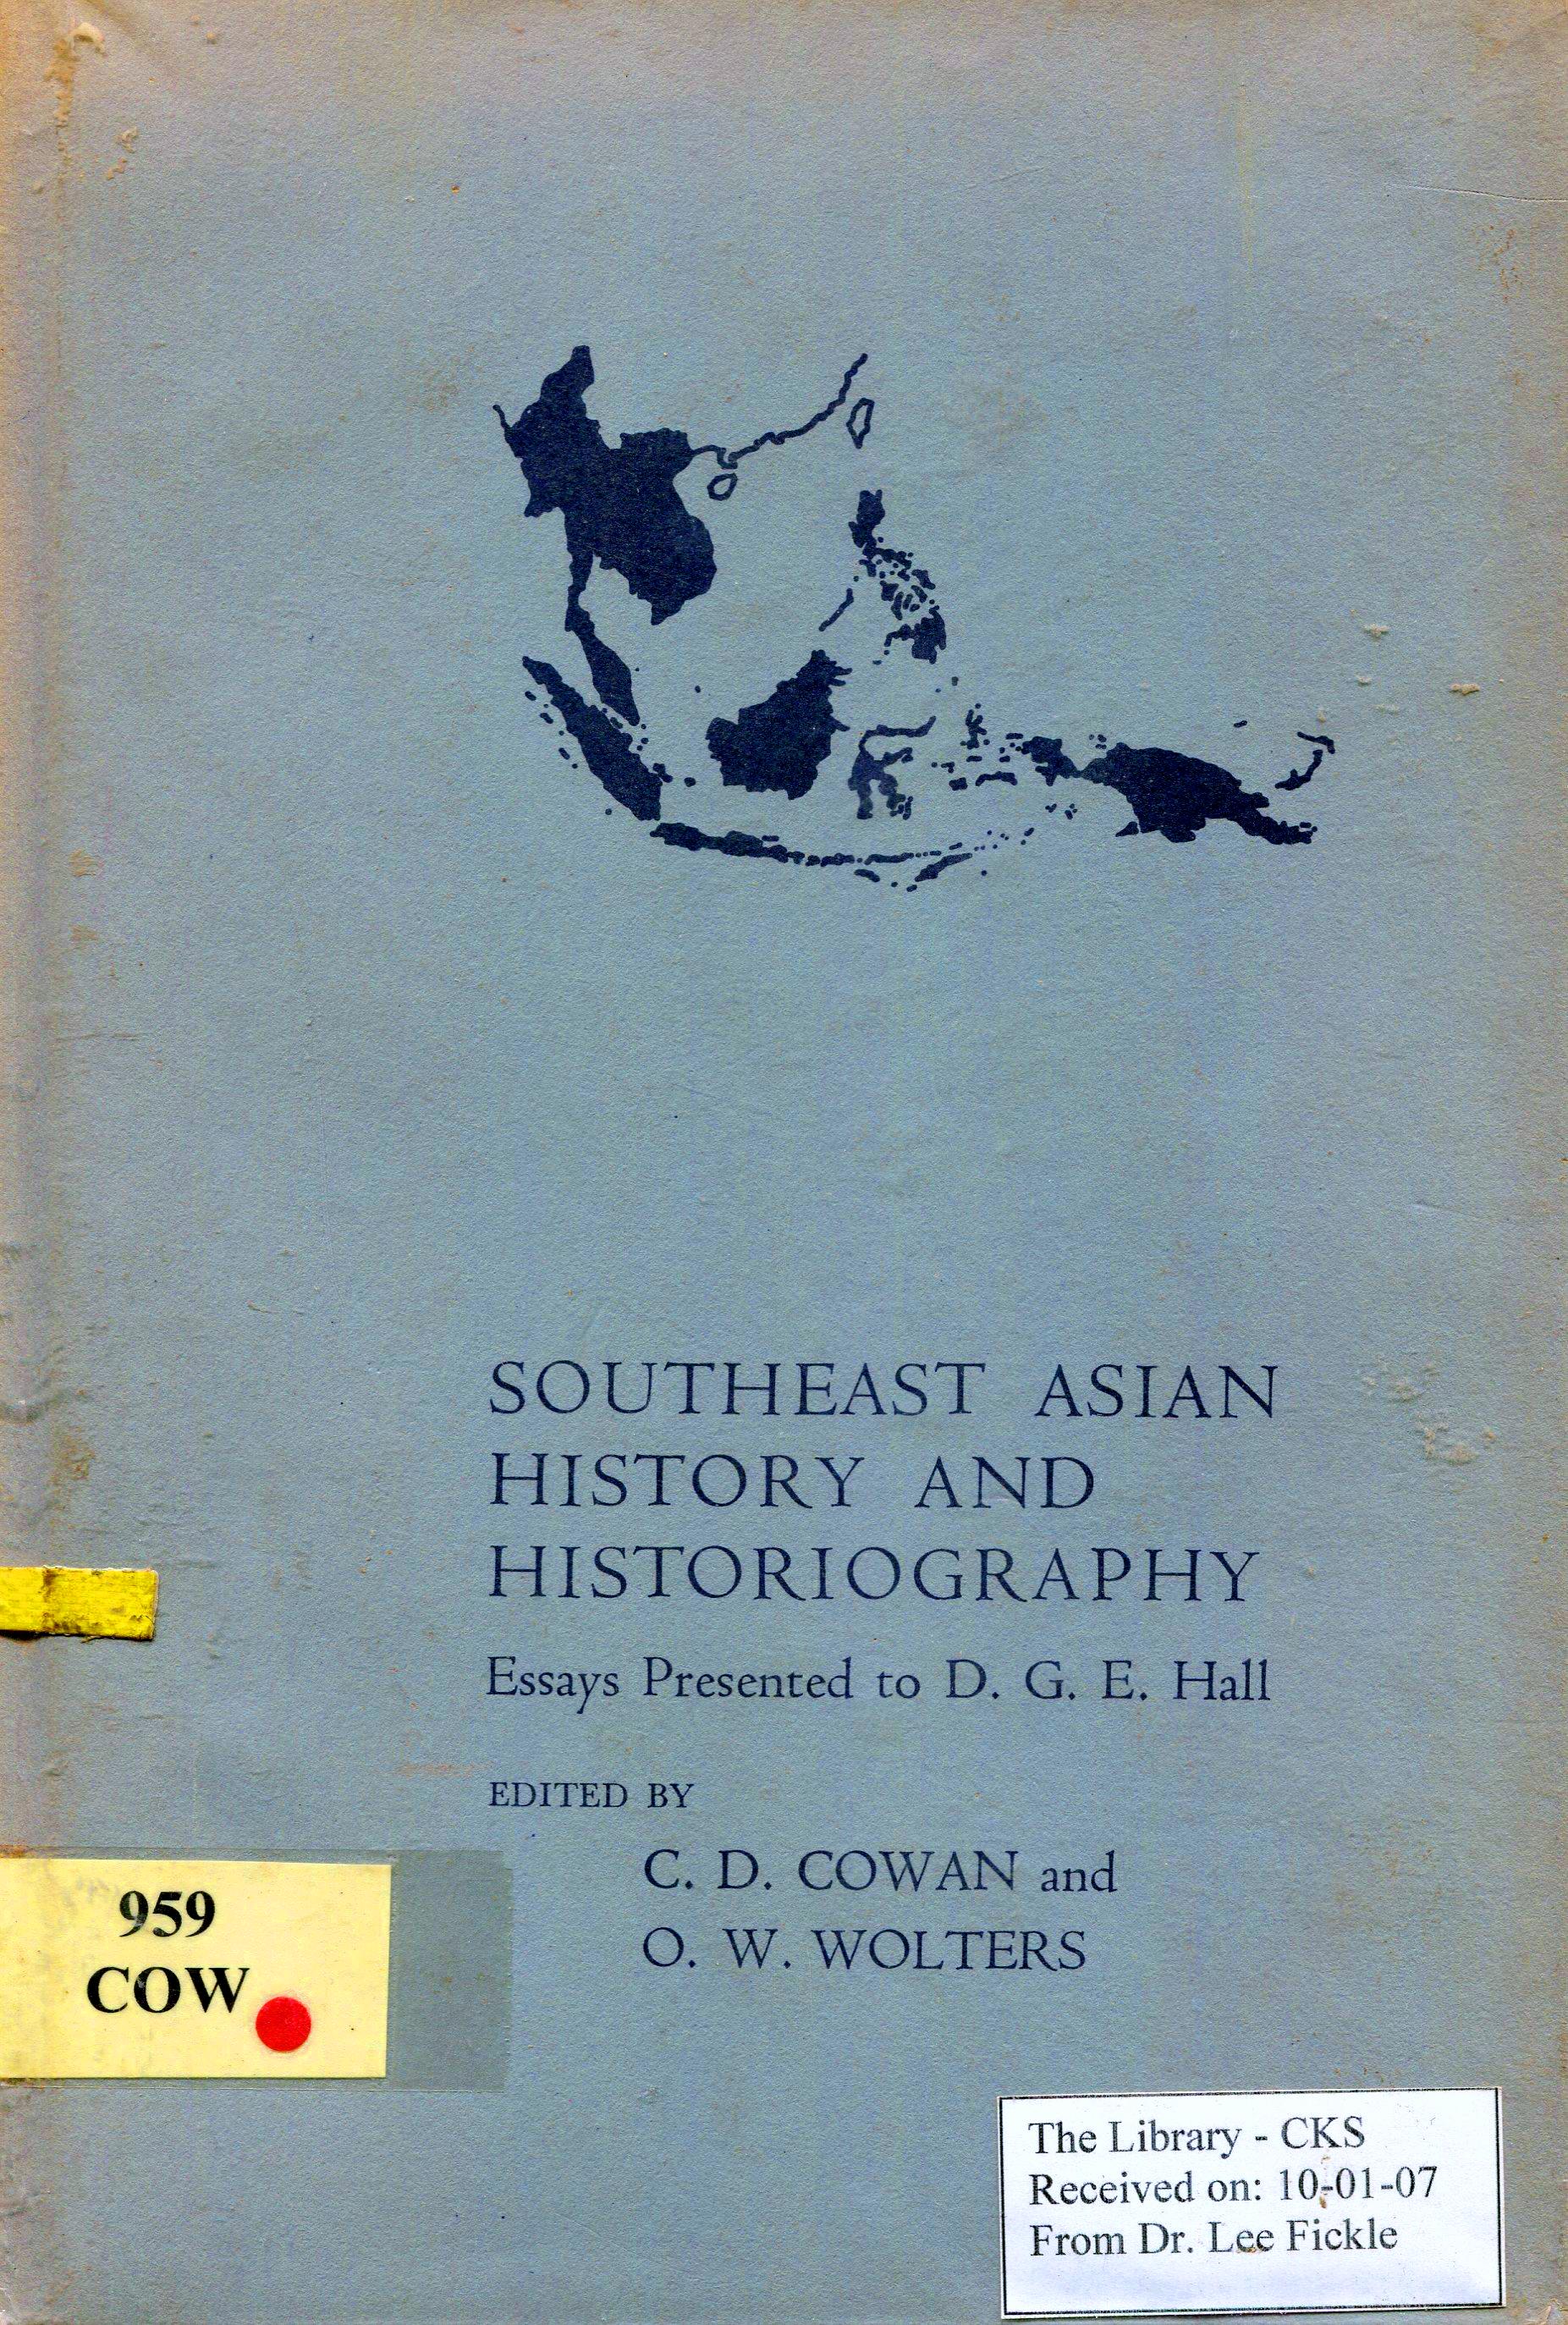 SOUTHEAST ASIAN
HISTORY AND
HISTORIOGRAPHY
Essays Presented to D. G. E. Hall
EDITED BY
C. D. COWAN and
O. W. WOLTERS
959
COW
The Library - CKS
Received on: 10-01-07
From Dr. Lee Fickle